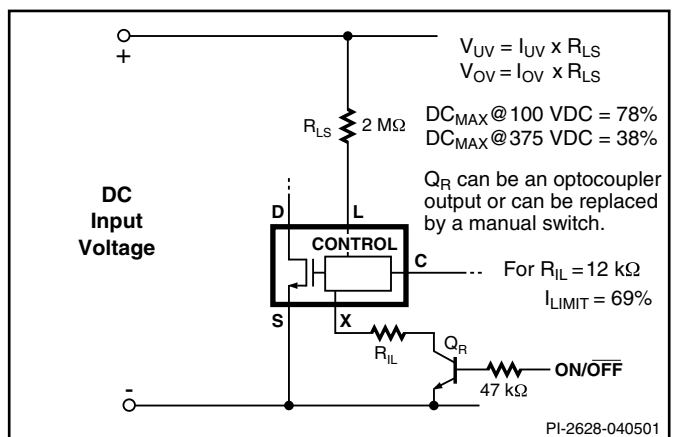 +
V_UV = I_UV x R_LS
V_OV = I_OV x R_LS
R_LS
2 MΩ
DC_MAX@100 VDC = 78%
DC_MAX@375 VDC = 38%
Q_R can be an optocoupler
output or can be replaced
by a manual switch.
DC
Input
Voltage
D
L
CONTROL
C
For R_IL = 12 kΩ
I_LIMIT = 69%
S
X
R_IL
Q_R
ON/O̅F̅F̅
47 kΩ
-
PI-2628-040501